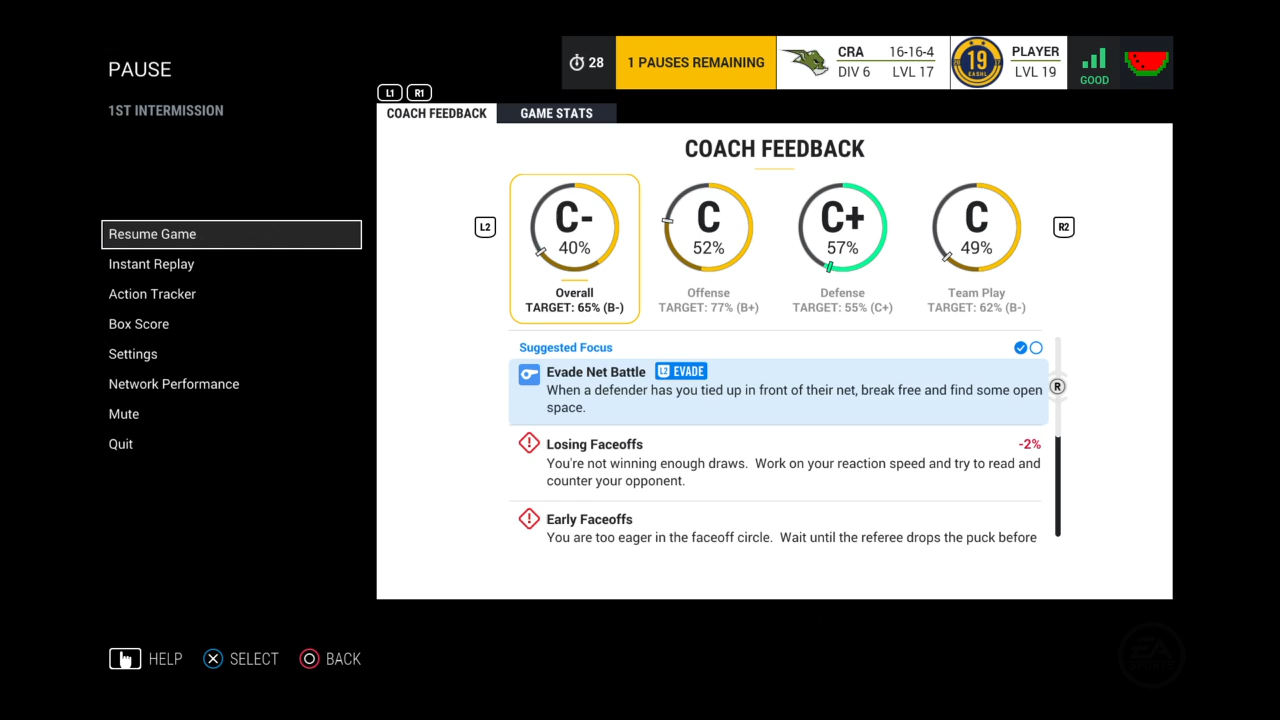 PAUSE
1ST INTERMISSION
28
1 PAUSES REMAINING
CRA 16-16-4
DIV 6 LVL 17
19
EASHL
PLAYER
LVL 19
GOOD
L1 R1
COACH FEEDBACK GAME STATS
COACH FEEDBACK
L2
C-
40%
Overall
TARGET: 65% (B-)
C
52%
Offense
TARGET: 77% (B+)
C+
57%
Defense
TARGET: 55% (C+)
C
49%
Team Play
TARGET: 62% (B-)
R2
Resume Game
Instant Replay
Action Tracker
Box Score
Settings
Network Performance
Mute
Quit
Suggested Focus
Evade Net Battle L2 EVADE
When a defender has you tied up in front of their net, break free and find some open
space.
R
Losing Faceoffs -2%
You're not winning enough draws. Work on your reaction speed and try to read and
counter your opponent.
Early Faceoffs
You are too eager in the faceoff circle. Wait until the referee drops the puck before
HELP SELECT BACK
EA
SPORTS